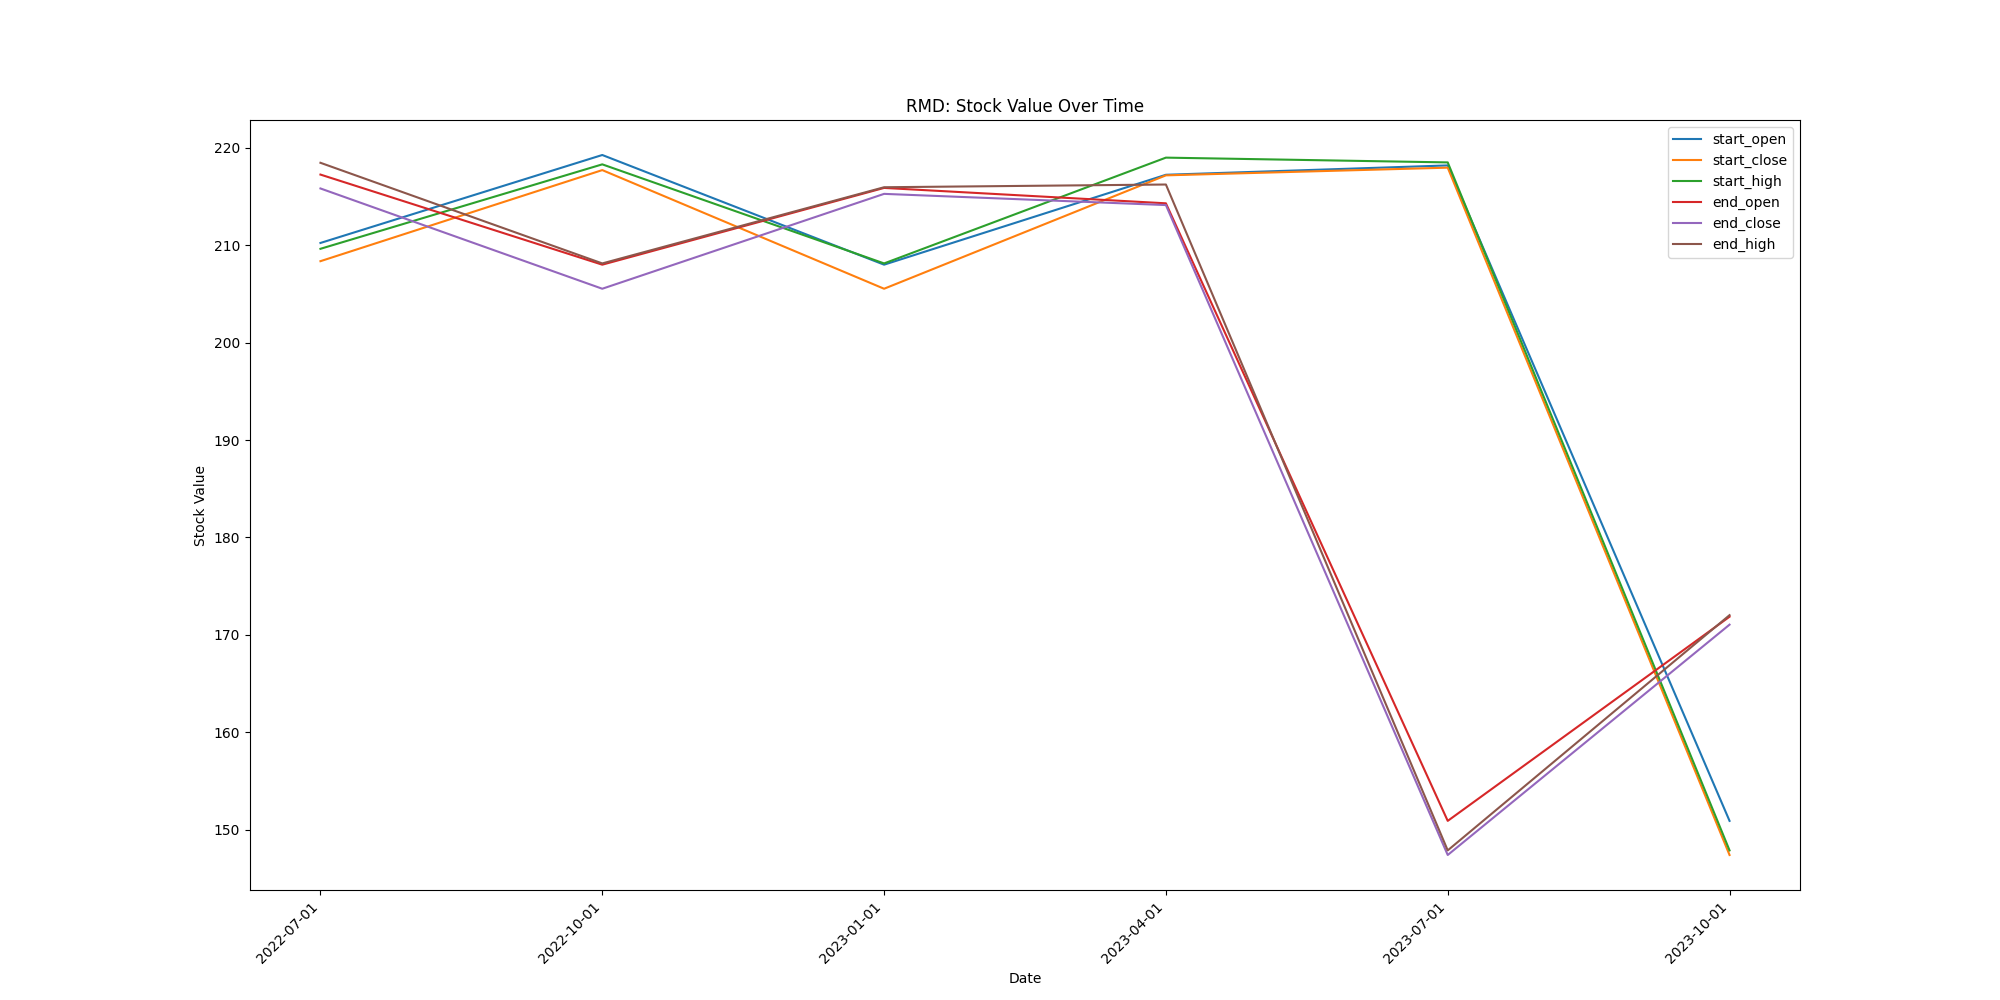 RMD: Stock Value Over Time
start_open
start_close
start_high
end_open
end_close
end_high
220
210
200
190
180
170
160
150
Stock Value
2022-07-01
2022-10-01
2023-01-01
2023-04-01
2023-07-01
2023-10-01
Date